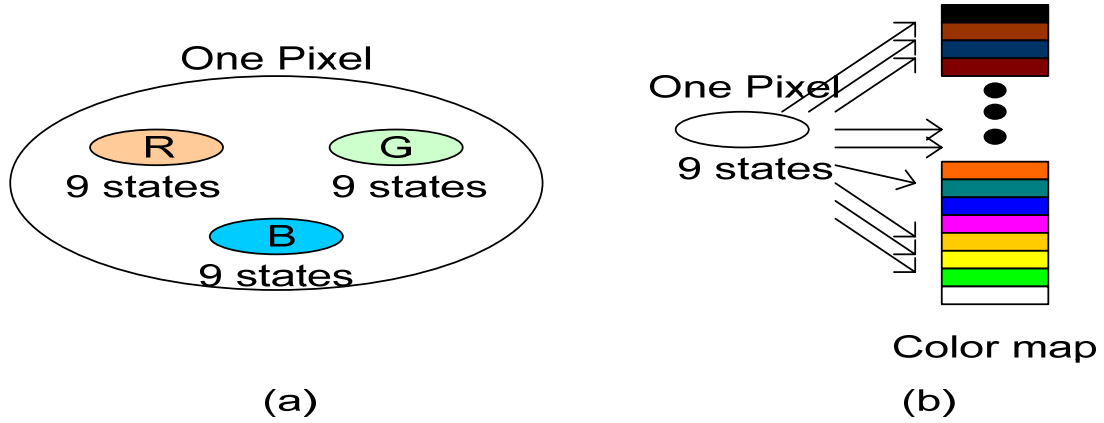 One Pixel
R
G
9 states
9 states
B
9 states
(a)
One Pixel
9 states
Color map
(b)